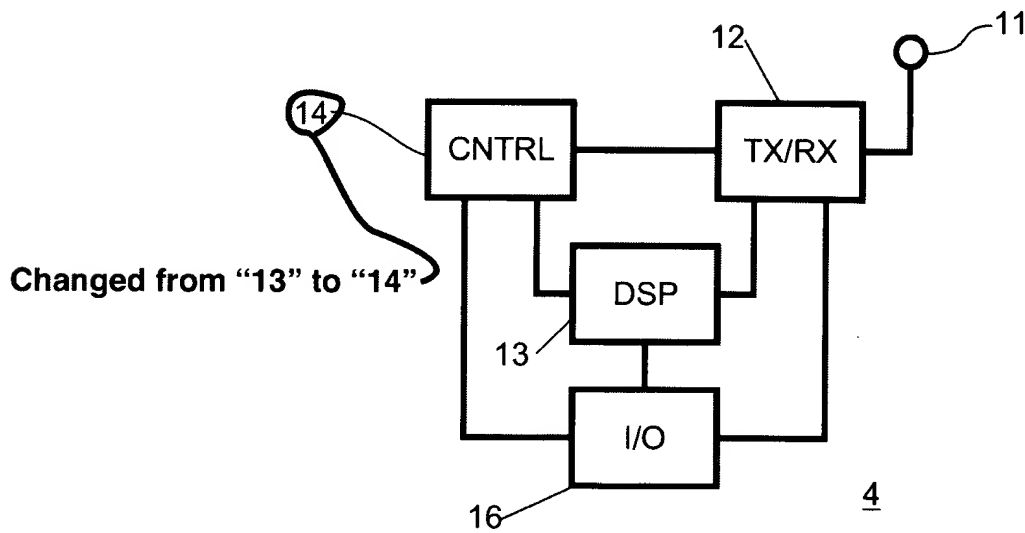 11
12
14
CNTRL
TX/RX
Changed from “13” to “14”
DSP
13
I/O
16
4